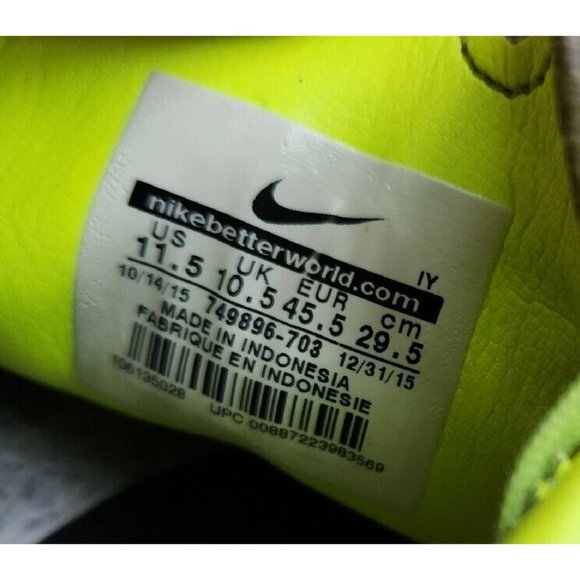 nikebetterworld.com
IY
US UK EUR cm
11.5 10.5 45.5 29.5
10/14/15 749896-703 12/31/15
MADE IN INDONESIA
FABRIQUE EN INDONESIE
106135028
UPC 00887223983569